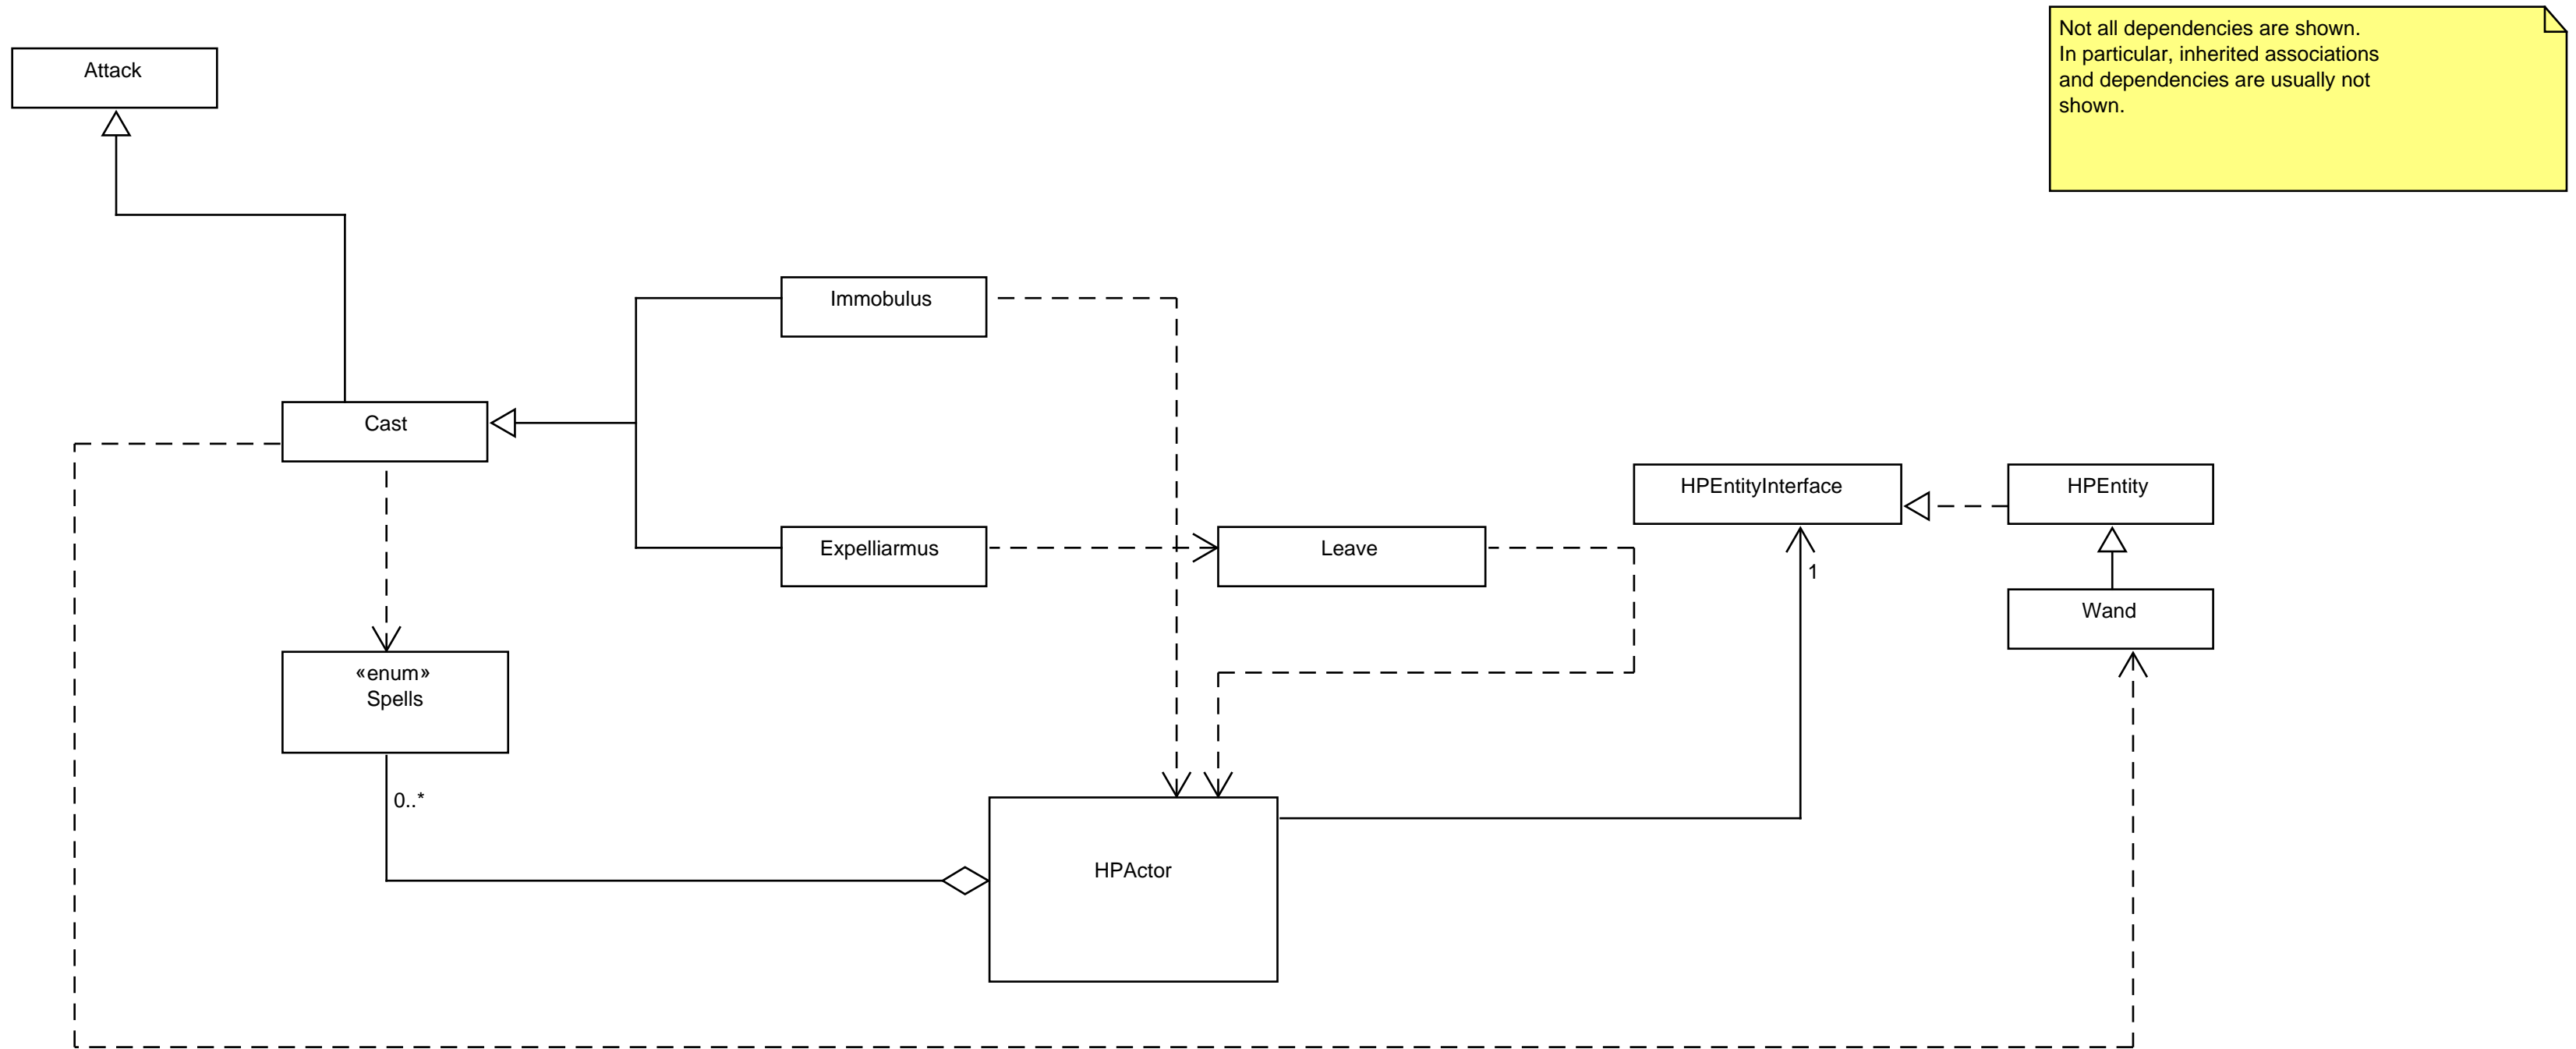 Not all dependencies are shown.
In particular, inherited associations
and dependencies are usually not
shown.
Attack
Immobulus
Cast
HPEntityInterface
HPEntity
Expelliarmus
Leave
1
Wand
«enum»
Spells
0..*
HPActor